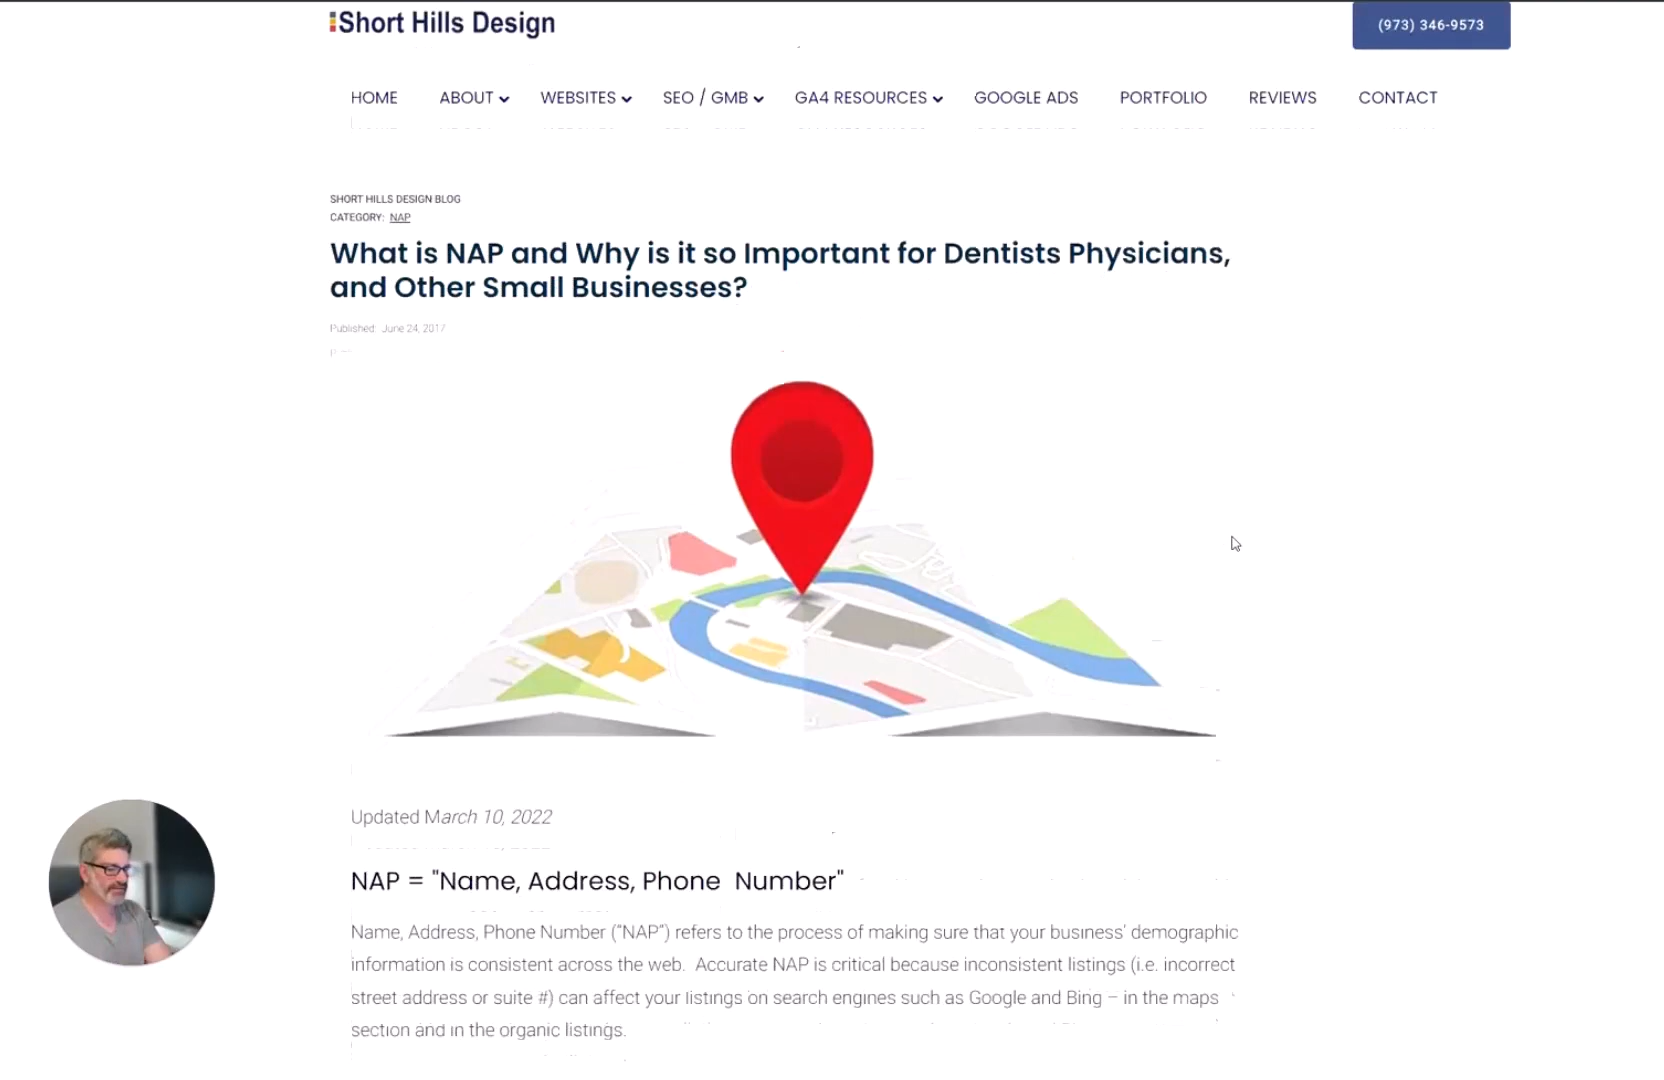 Short Hills Design
(973) 346-9573
HOME ABOUT WEBSITES SEO / GMB GA4 RESOURCES GOOGLE ADS PORTFOLIO REVIEWS CONTACT
SHORT HILLS DESIGN BLOG
CATEGORY: NAP
What is NAP and Why is it so Important for Dentists Physicians,
and Other Small Businesses?
Published: June 24, 2017
Updated March 10, 2022
NAP = "Name, Address, Phone Number"
Name, Address, Phone Number (“NAP”) refers to the process of making sure that your business’ demographic
information is consistent across the web. Accurate NAP is critical because inconsistent listings (i.e. incorrect
street address or suite #) can affect your listings on search engines such as Google and Bing – in the maps
section and in the organic listings.